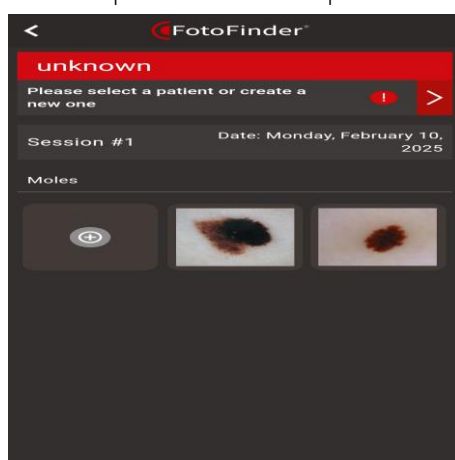 FotoFinder
unknown
Please select a patient or create a
new one
Session #1
Date: Monday, February 10,
2025
Moles